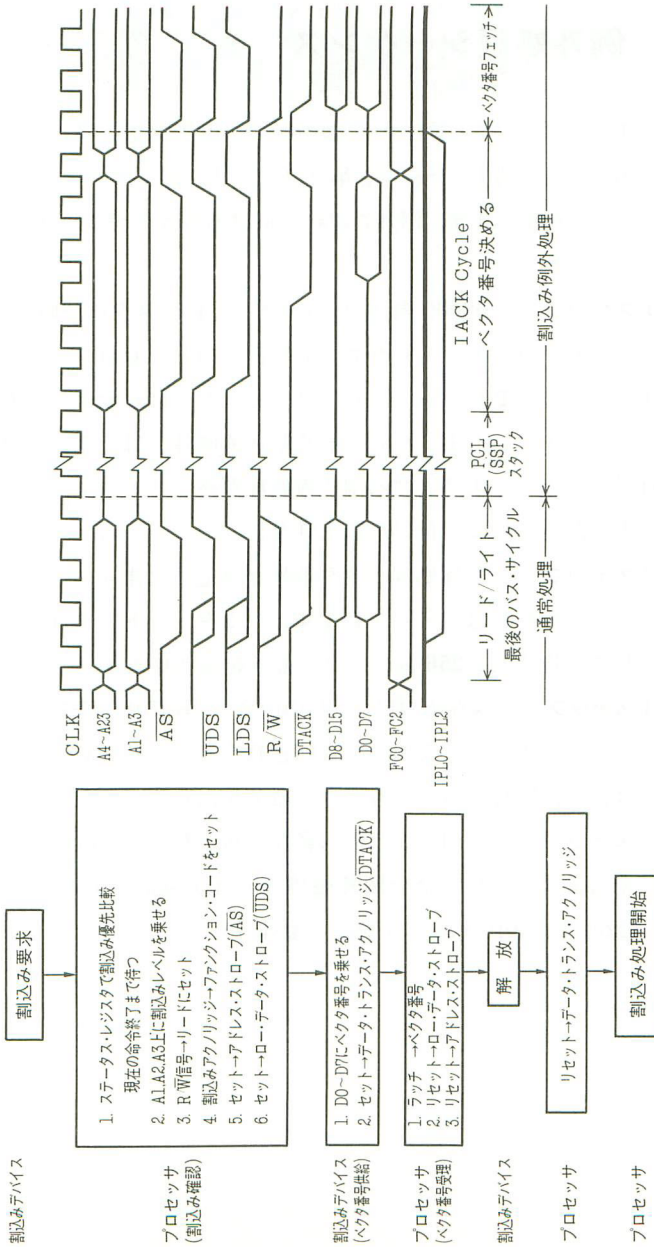 割込みデバイス
割込み要求
プロセッサ
(割込み確認)
1. ステータス・レジスタで割込み優先比較
現在の命令終了まで待つ
2. A1.A2.A3上に割込みレベルを乗せる
3. R/W̅信号→リードにセット
4. 割込みアクノリッジ→ファンクション・コードをセット
5. セット→アドレス・ストローブ(A̅S̅)
6. セット→ロー・データ・ストローブ(U̅D̅S̅)
割込みデバイス
(ベクタ番号供給)
1. D0~D7にベクタ番号を乗せる
2. セット→データ・トランス・アクノリッジ(D̅T̅A̅C̅K̅)
プロセッサ
(ベクタ番号受理)
1. ラッチ →ベクタ番号
2. リセット→ロー・データ・ストローブ
3. リセット→アドレス・ストローブ
割込みデバイス
解 放
プロセッサ
リセット→データ・トランス・アクノリッジ
プロセッサ
割込み処理開始
CLK
A4~A23
A1~A3
A̅S̅
U̅D̅S̅
L̅D̅S̅
R/W̅
D̅T̅A̅C̅K̅
D8~D15
D0~D7
FC0~FC2
IPL0~IPL2
リード/ライト
最後のバス・サイクル
PCL
(SSP)
スタック
IACK Cycle
ベクタ番号決める
ベクタ番号フェッチ
通常処理
割込み例外処理